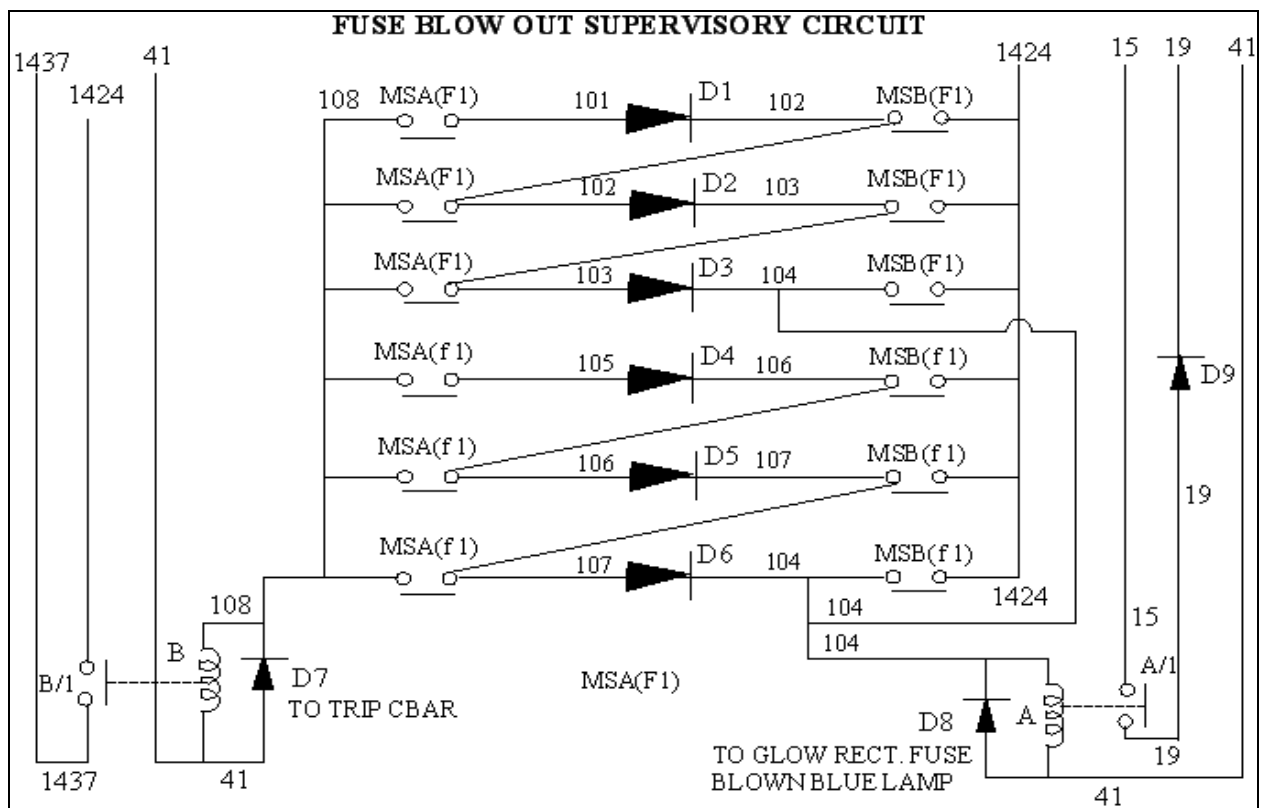 FUSE BLOW OUT SUPERVISORY CIRCUIT
1437
1424
41
1424
15
19
41
108
MSA(F1)
101
D1
102
MSB(F1)
MSA(F1)
102
D2
103
MSB(F1)
MSA(F1)
103
D3
104
MSB(F1)
MSA(f1)
105
D4
106
MSB(f1)
D9
MSA(f1)
106
D5
107
MSB(f1)
19
MSA(f1)
107
D6
104
MSB(f1)
1424
108
104
104
15
B
B/1
D7
TO TRIP CBAR
MSA(F1)
D8
A
A/1
TO GLOW RECT. FUSE
BLOWN BLUE LAMP
19
1437
41
41